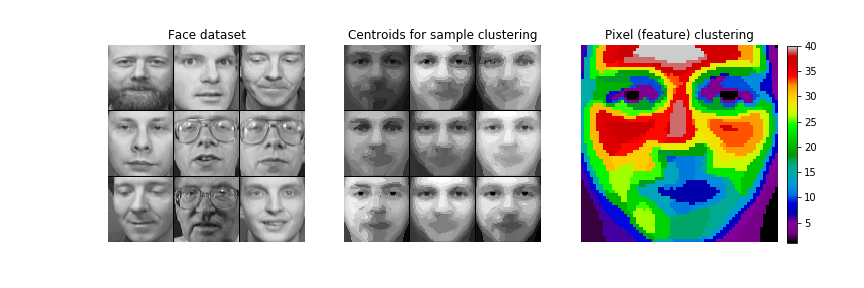 Face dataset
Centroids for sample clustering
Pixel (feature) clustering
40
35
30
25
20
15
10
5